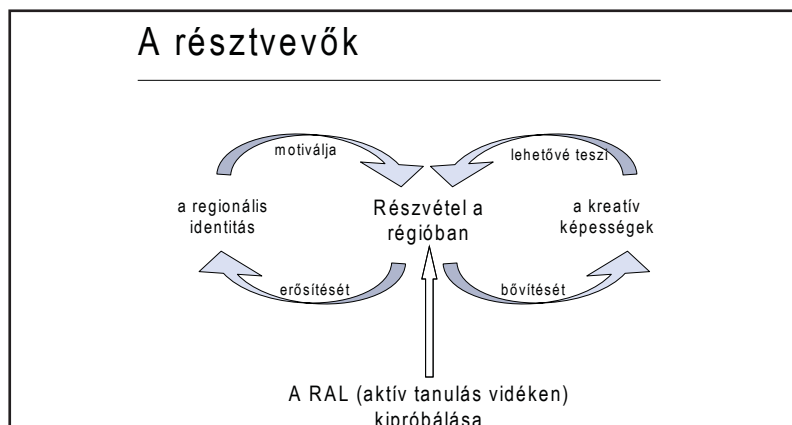 A résztvevők
motiválja
lehetővé teszi
a regionális
identitás
Részvétel a
régióban
a kreatív
képességek
erősítését
bővítését
A RAL (aktív tanulás vidéken)
kipróbálása